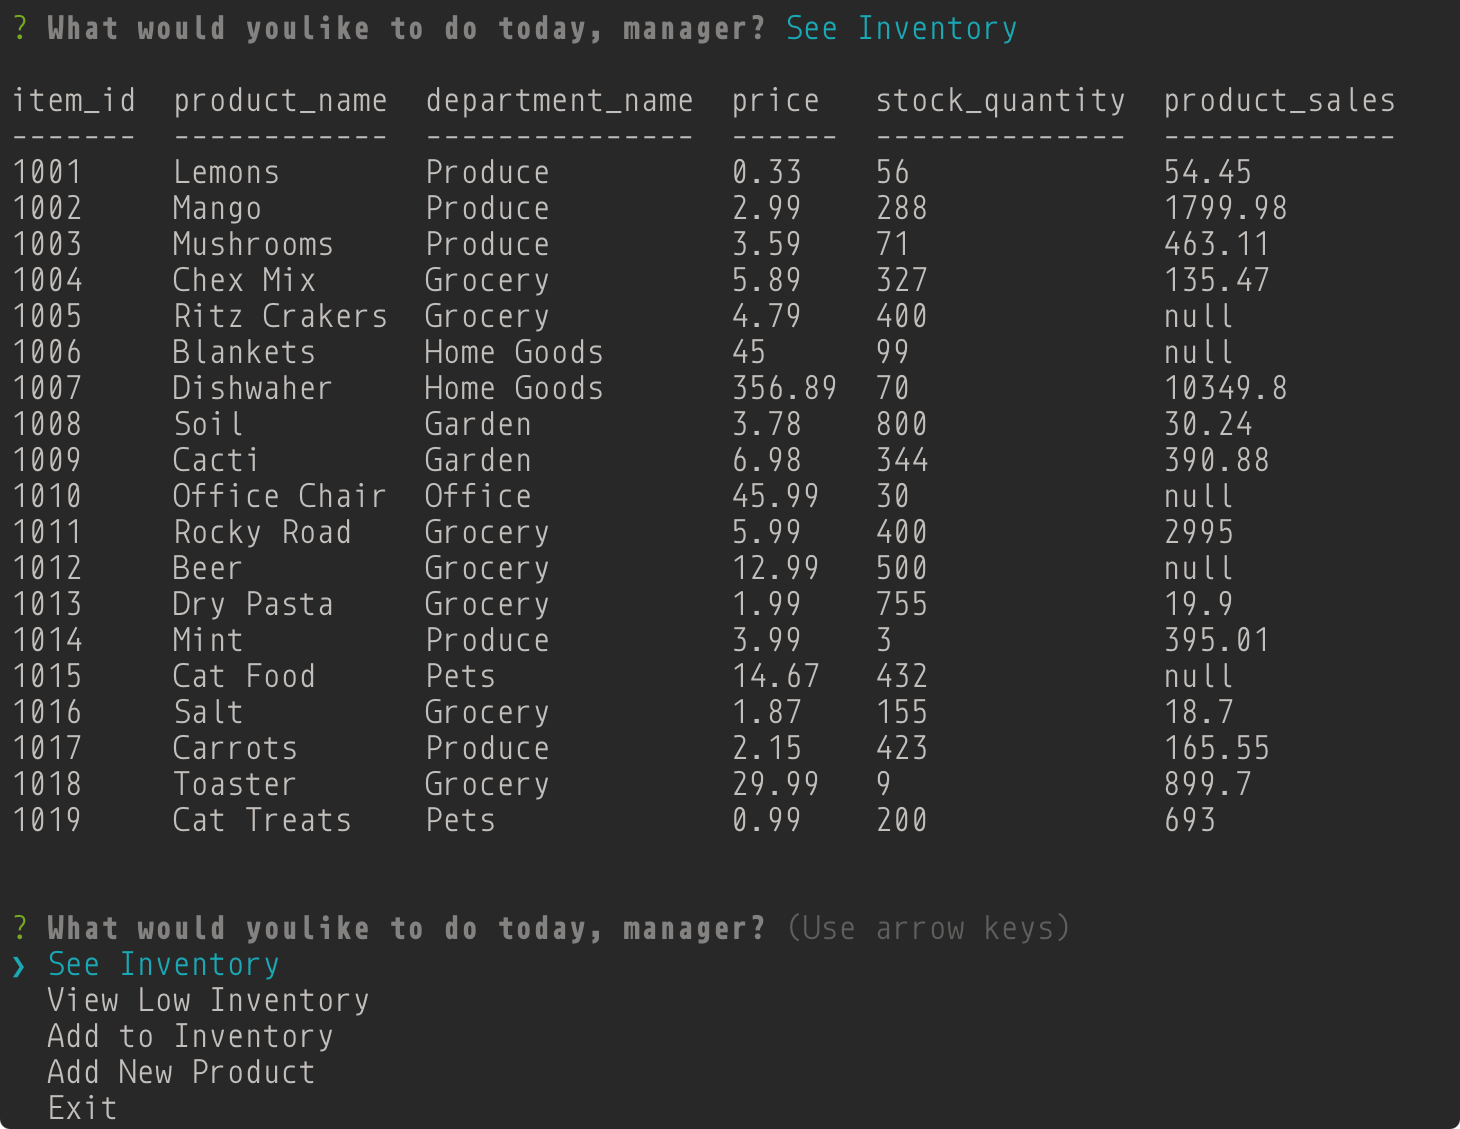 ? What would youlike to do today, manager? See Inventory
item_id  product_name  department_name  price   stock_quantity  product_sales
-------  ------------  ---------------  ------  --------------  -------------
1001     Lemons        Produce          0.33    56              54.45
1002     Mango         Produce          2.99    288             1799.98
1003     Mushrooms     Produce          3.59    71              463.11
1004     Chex Mix      Grocery          5.89    327             135.47
1005     Ritz Crakers  Grocery          4.79    400             null
1006     Blankets      Home Goods       45      99              null
1007     Dishwaher     Home Goods       356.89  70              10349.8
1008     Soil          Garden           3.78    800             30.24
1009     Cacti         Garden           6.98    344             390.88
1010     Office Chair  Office           45.99   30              null
1011     Rocky Road    Grocery          5.99    400             2995
1012     Beer          Grocery          12.99   500             null
1013     Dry Pasta     Grocery          1.99    755             19.9
1014     Mint          Produce          3.99    3               395.01
1015     Cat Food      Pets             14.67   432             null
1016     Salt          Grocery          1.87    155             18.7
1017     Carrots       Produce          2.15    423             165.55
1018     Toaster       Grocery          29.99   9               899.7
1019     Cat Treats    Pets             0.99    200             693
? What would youlike to do today, manager? (Use arrow keys)
❯ See Inventory
  View Low Inventory
  Add to Inventory
  Add New Product
  Exit